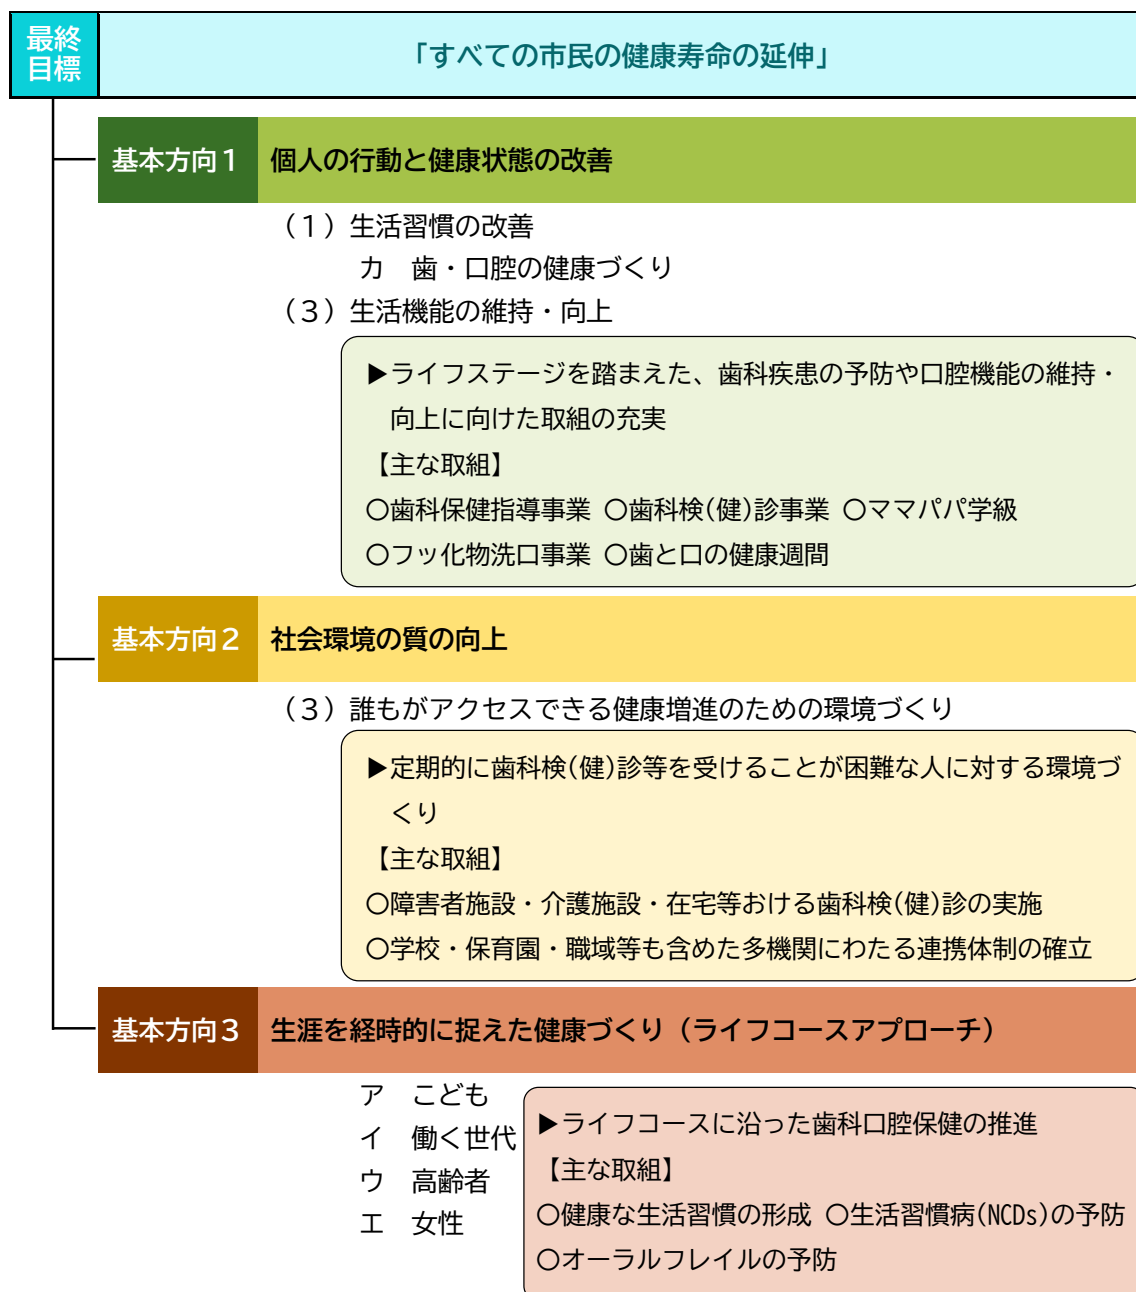 最終
目標
「すべての市民の健康寿命の延伸」
基本方向1 個人の行動と健康状態の改善
（１）生活習慣の改善
カ 歯・口腔の健康づくり
（３）生活機能の維持・向上
▶ライフステージを踏まえた、歯科疾患の予防や口腔機能の維持・
向上に向けた取組の充実
【主な取組】
〇歯科保健指導事業 〇歯科検(健)診事業 〇ママパパ学級
〇フッ化物洗口事業 〇歯と口の健康週間
基本方向2 社会環境の質の向上
（３）誰もがアクセスできる健康増進のための環境づくり
▶定期的に歯科検(健)診等を受けることが困難な人に対する環境づ
くり
【主な取組】
〇障害者施設・介護施設・在宅等おける歯科検(健)診の実施
〇学校・保育園・職域等も含めた多機関にわたる連携体制の確立
基本方向3 生涯を経時的に捉えた健康づくり（ライフコースアプローチ）
ア こども
イ 働く世代
ウ 高齢者
エ 女性
▶ライフコースに沿った歯科口腔保健の推進
【主な取組】
〇健康な生活習慣の形成 〇生活習慣病(NCDs)の予防
〇オーラルフレイルの予防